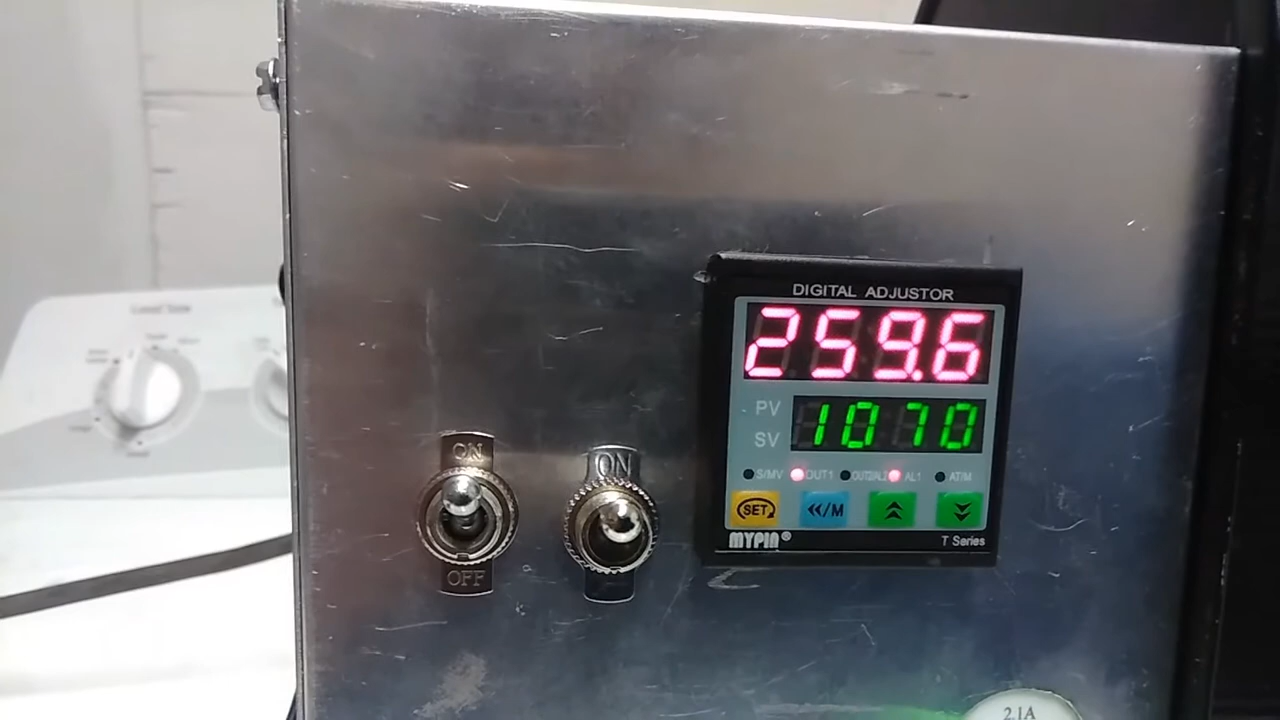 DIGITAL ADJUSTOR
259.6
PV
1070
SV
S/MV OUT1 OUT2/AL2 AL1 AT/M
SET
≪/M
MYPIN®
T Series
ON
OFF
ON
2.1A